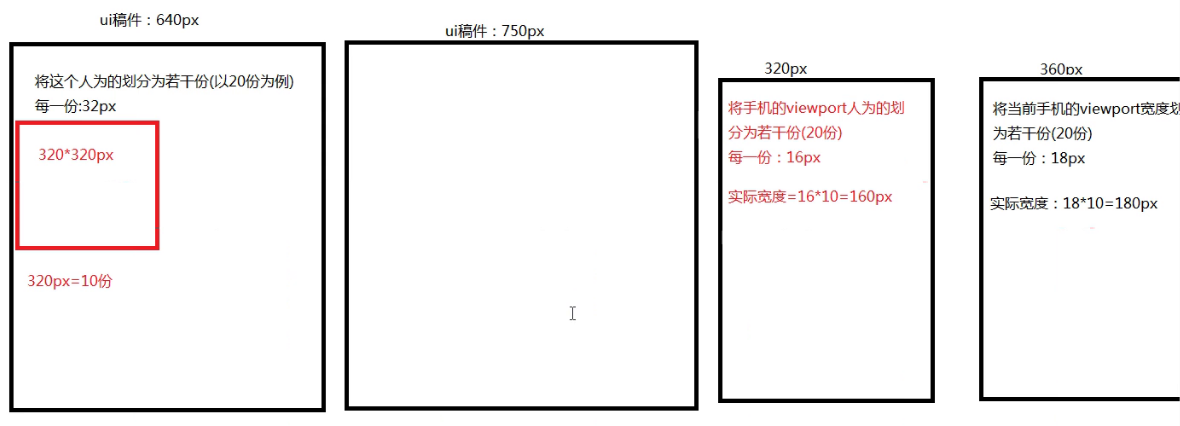 ui稿件：640px
将这个人为的划分为若干份(以20份为例)
每一份:32px
320*320px
320px=10份
ui稿件：750px
320px
将手机的viewport人为的划
分为若干份(20份)
每一份：16px
实际宽度=16*10=160px
360px
将当前手机的viewport宽度划
为若干份(20份)
每一份：18px
实际宽度：18*10=180px